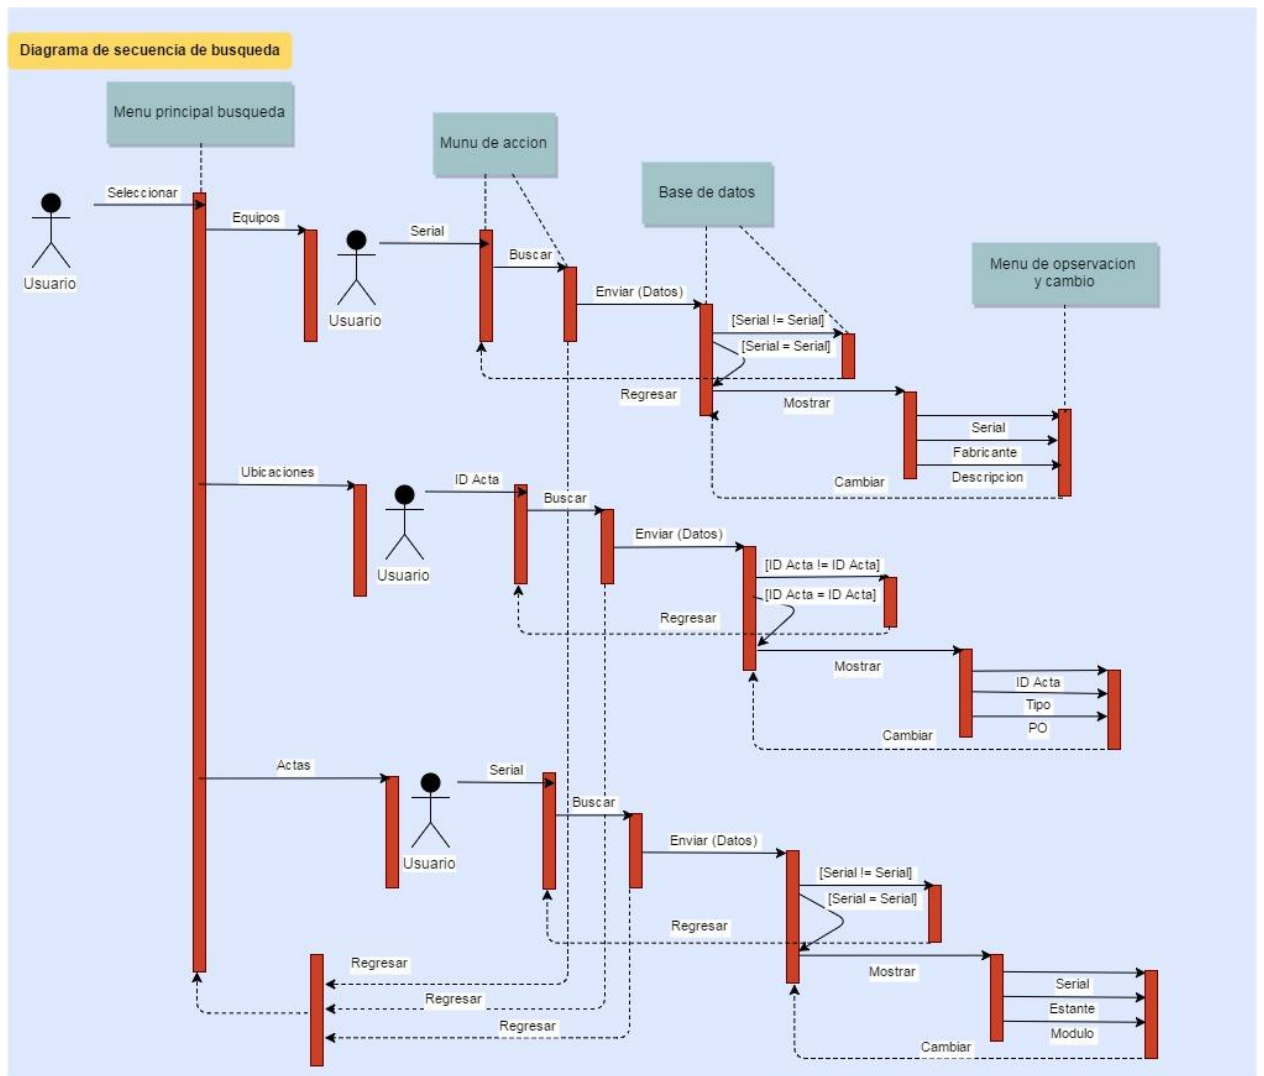 Diagrama de secuencia de busqueda
Menu principal busqueda
Munu de accion
Base de datos
Menu de opservacion
y cambio
Seleccionar
Usuario
Equipos
Usuario
Serial
Buscar
Enviar (Datos)
[Serial != Serial]
[Serial = Serial]
Regresar
Mostrar
Serial
Fabricante
Descripcion
Cambiar
Ubicaciones
Usuario
ID Acta
Buscar
Enviar (Datos)
[ID Acta != ID Acta]
[ID Acta = ID Acta]
Regresar
Mostrar
ID Acta
Tipo
PO
Cambiar
Actas
Usuario
Serial
Buscar
Enviar (Datos)
[Serial != Serial]
[Serial = Serial]
Regresar
Mostrar
Serial
Estante
Modulo
Cambiar
Regresar
Regresar
Regresar